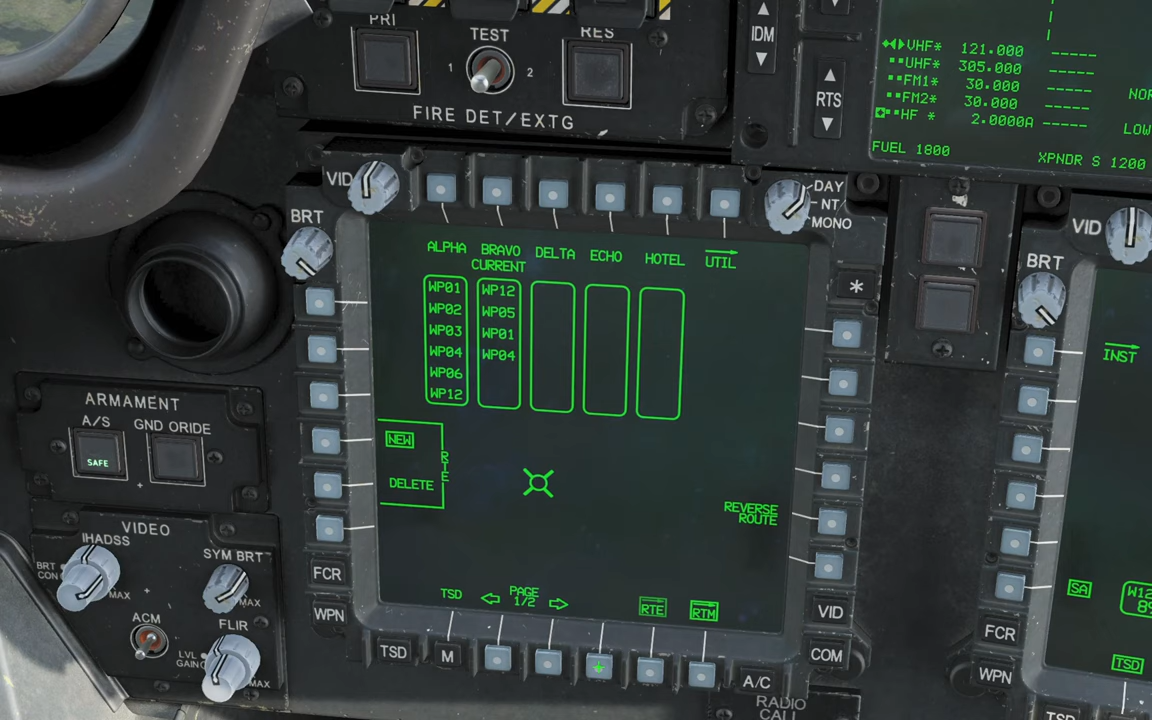 PRI
TEST
RES
1
2
FIRE DET/EXTG
IDM
RTS
VHF* 121.000 -----
UHF* 305.000 -----
FM1* 30.000 -----
FM2* 30.000 -----
HF * 2.0000A -----
NOR
LOW
FUEL 1800
XPNDR S 1200
VID
BRT
DAY
NT
MONO
ALPHA
BRAVO
CURRENT
DELTA
ECHO
HOTEL
UTIL
WP01
WP02
WP03
WP04
WP06
WP12
WP12
WP05
WP01
WP04
NEW
DELETE
RTE
REVERSE
ROUTE
TSD
PAGE
1/2
RTE
RTM
*
FCR
WPN
TSD
M
VID
COM
A/C
RADIO
CALL
ARMAMENT
A/S
GND ORIDE
SAFE
VIDEO
IHADSS
BRT
CON
MAX
SYM BRT
MAX
ACM
FLIR
LVL
GAIN
MAX
VID
BRT
INST
SA
W12
TSD
FCR
WPN
TSD